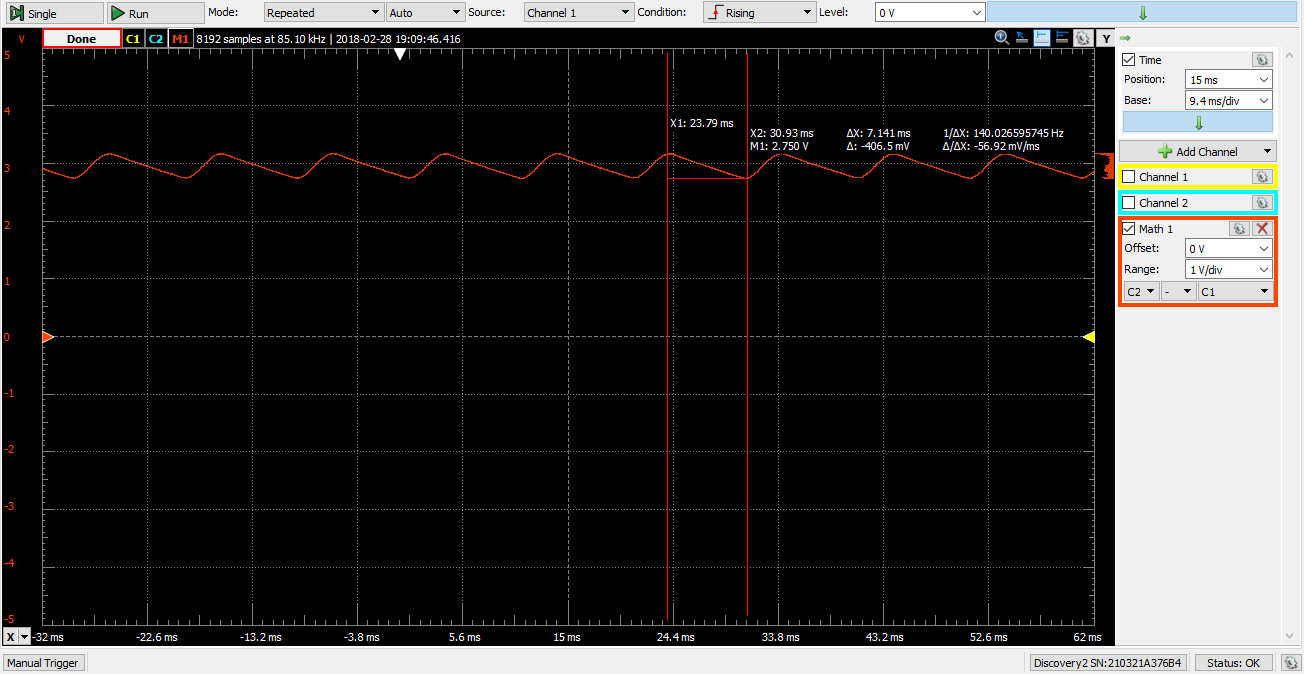 Single Run Mode: Repeated Auto Source: Channel 1 Condition: Rising Level: 0 V
V Done C1 C2 M1 8192 samples at 85.10 kHz | 2018-02-28 19:09:46.416 Y
Time
Position: 15 ms
Base: 9.4 ms/div
Add Channel
Channel 1
Channel 2
Math 1
Offset: 0 V
Range: 1 V/div
C2 - C1
5
4
3
2
1
0
-1
-2
-3
-4
-5
X1: 23.79 ms
X2: 30.93 ms ΔX: 7.141 ms 1/ΔX: 140.026595745 Hz
M1: 2.750 V Δ: -406.5 mV Δ/ΔX: -56.92 mV/ms
X -32 ms -22.6 ms -13.2 ms -3.8 ms 5.6 ms 15 ms 24.4 ms 33.8 ms 43.2 ms 52.6 ms 62 ms
Manual Trigger Discovery2 SN:210321A376B4 Status: OK